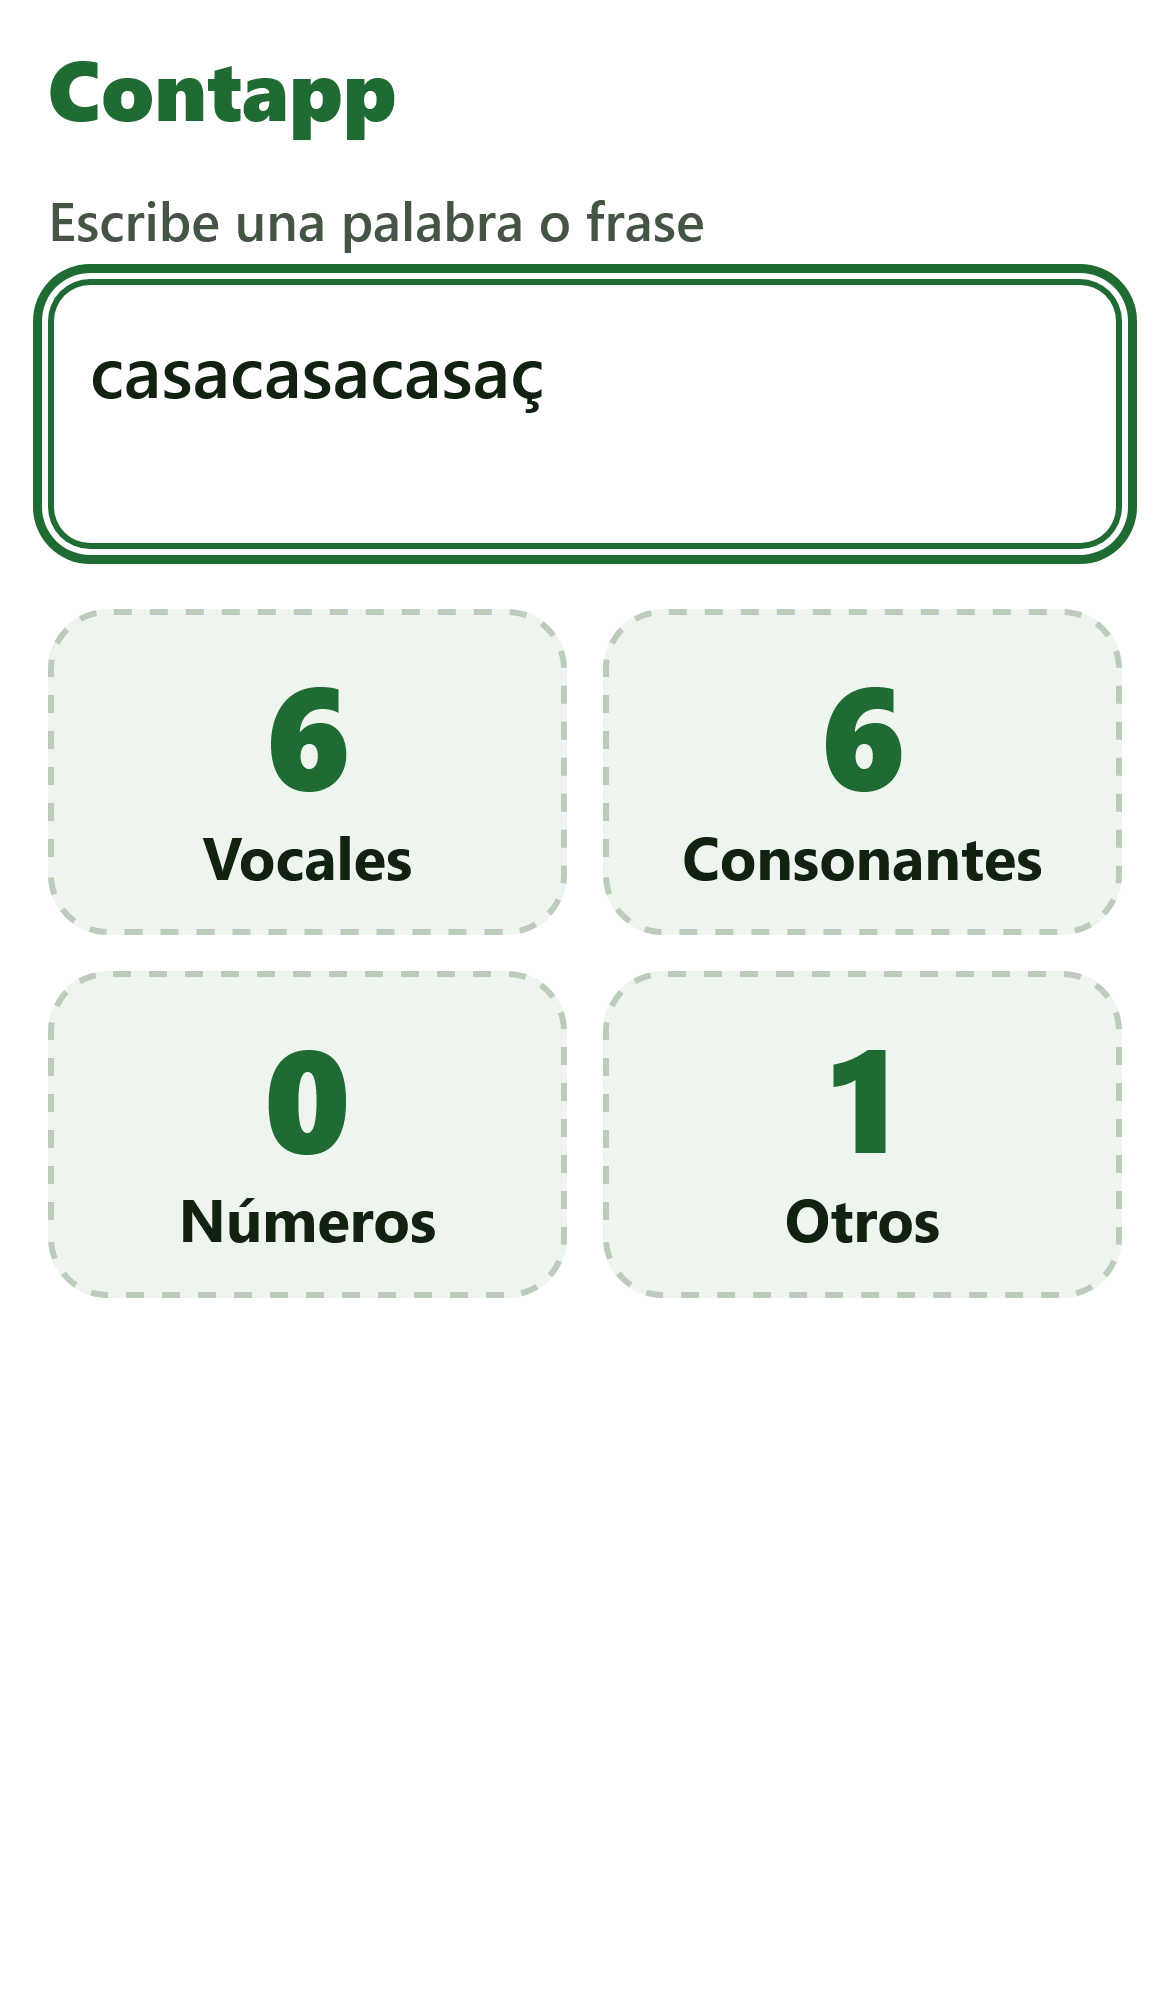 Contapp
Escribe una palabra o frase
casacasacasaç
6
Vocales
6
Consonantes
0
Números
1
Otros